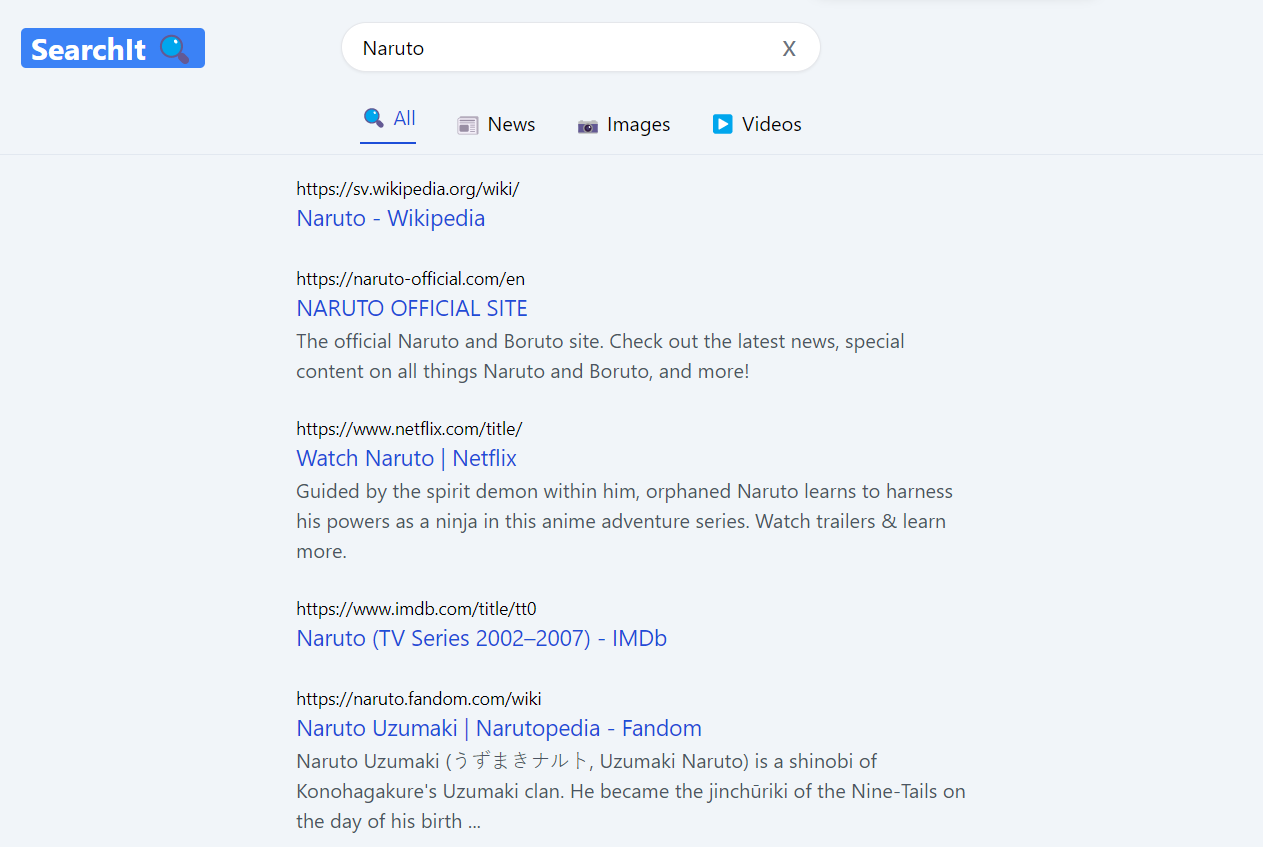 SearchIt
Naruto X
All News Images Videos
https://sv.wikipedia.org/wiki/
Naruto - Wikipedia
https://naruto-official.com/en
NARUTO OFFICIAL SITE
The official Naruto and Boruto site. Check out the latest news, special
content on all things Naruto and Boruto, and more!
https://www.netflix.com/title/
Watch Naruto | Netflix
Guided by the spirit demon within him, orphaned Naruto learns to harness
his powers as a ninja in this anime adventure series. Watch trailers & learn
more.
https://www.imdb.com/title/tt0
Naruto (TV Series 2002–2007) - IMDb
https://naruto.fandom.com/wiki
Naruto Uzumaki | Narutopedia - Fandom
Naruto Uzumaki (うずまきナルト, Uzumaki Naruto) is a shinobi of
Konohagakure's Uzumaki clan. He became the jinchūriki of the Nine-Tails on
the day of his birth ...